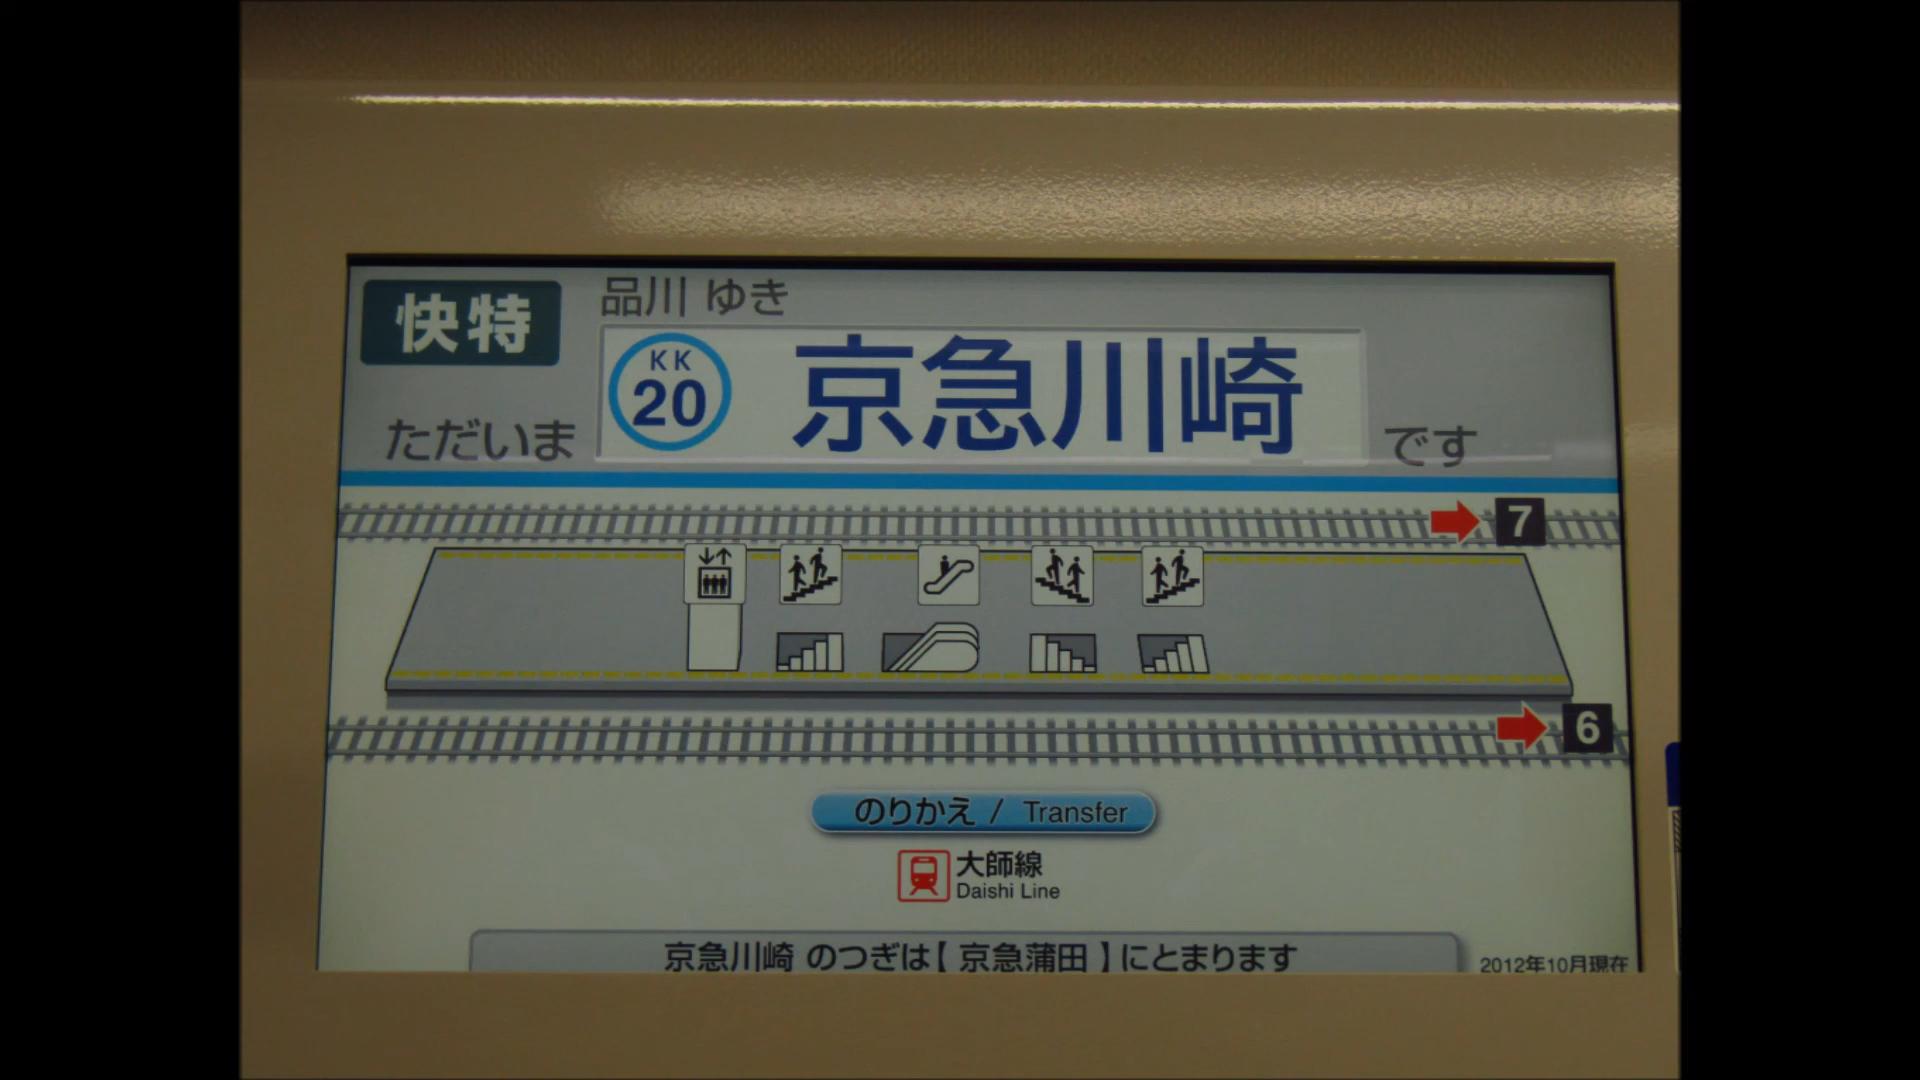 快特
品川 ゆき
ただいま
KK
20
京急川崎
です
7
6
のりかえ / Transfer
大師線
Daishi Line
京急川崎 のつぎは【 京急蒲田 】にとまります
2012年10月現在